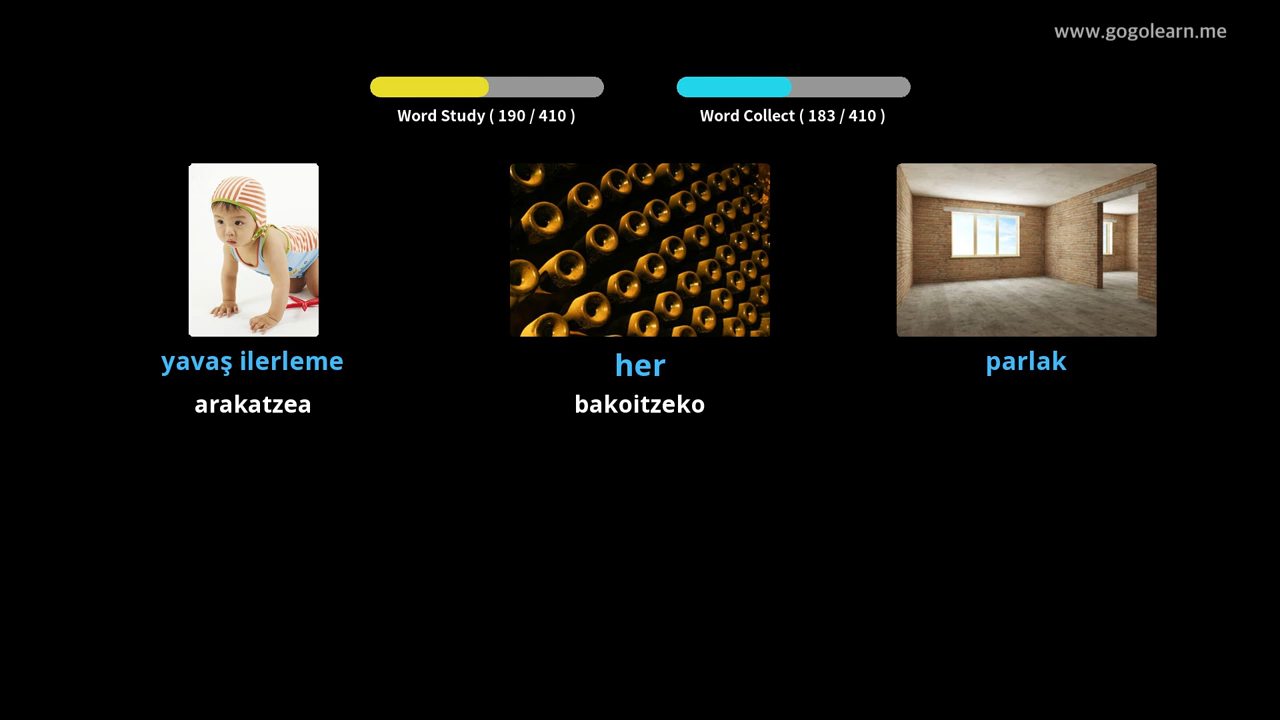 www.gogolearn.me
Word Study ( 190 / 410 )
Word Collect ( 183 / 410 )
yavaş ilerleme
her
parlak
arakatzea
bakoitzeko